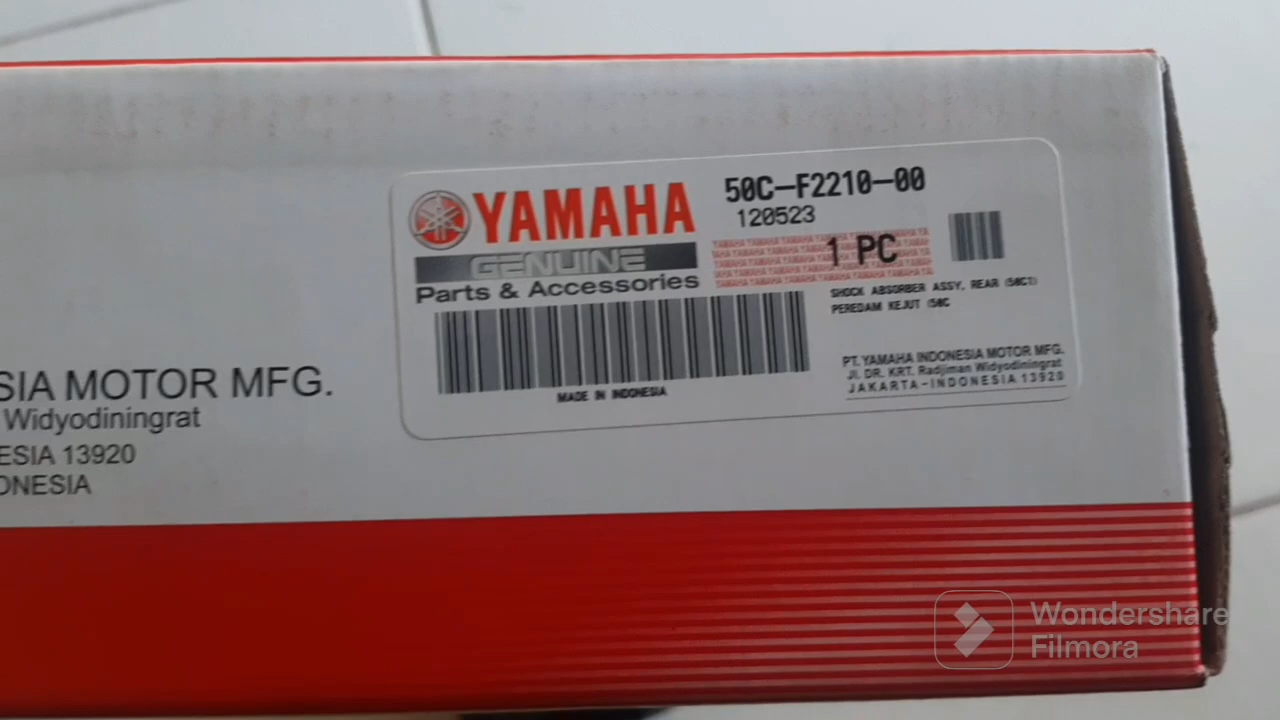 YAMAHA
GENUINE
Parts & Accessories
50C-F2210-00
120523
1 PC
SHOCK ABSORBER ASSY, REAR (50C1)
PEREDAM KEJUT (50C
MADE IN INDONESIA
PT. YAMAHA INDONESIA MOTOR MFG.
Jl. DR. KRT. Radjiman Widyodiningrat
JAKARTA-INDONESIA 13920
SIA MOTOR MFG.
Widyodiningrat
ESIA 13920
ONESIA
Wondershare
Filmora